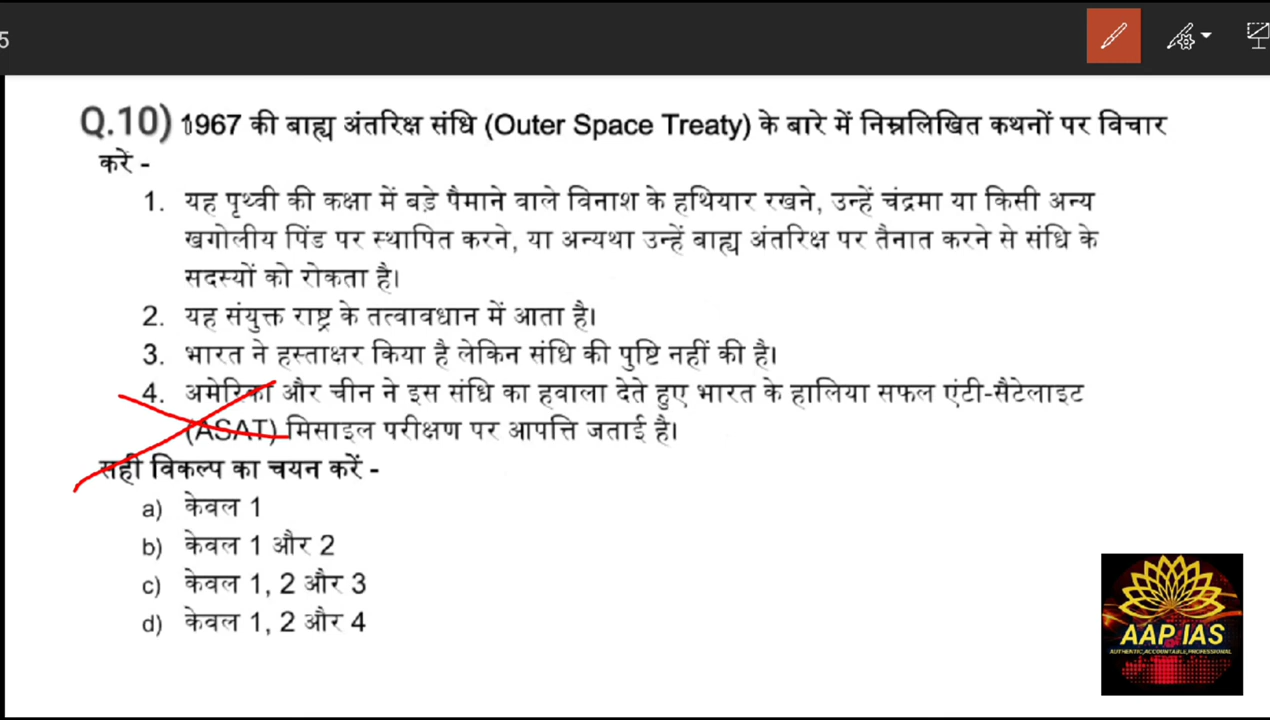 5
Q.10) 1967 की बाह्य अंतरिक्ष संधि (Outer Space Treaty) के बारे में निम्नलिखित कथनों पर विचार
करें -
1. यह पृथ्वी की कक्षा में बड़े पैमाने वाले विनाश के हथियार रखने, उन्हें चंद्रमा या किसी अन्य
खगोलीय पिंड पर स्थापित करने, या अन्यथा उन्हें बाह्य अंतरिक्ष पर तैनात करने से संधि के
सदस्यों को रोकता है।
2. यह संयुक्त राष्ट्र के तत्वावधान में आता है।
3. भारत ने हस्ताक्षर किया है लेकिन संधि की पुष्टि नहीं की है।
4. अमेरिका और चीन ने इस संधि का हवाला देते हुए भारत के हालिया सफल एंटी-सैटेलाइट
(ASAT) मिसाइल परीक्षण पर आपत्ति जताई है।
सही विकल्प का चयन करें -
a) केवल 1
b) केवल 1 और 2
c) केवल 1, 2 और 3
d) केवल 1, 2 और 4
AAP IAS
AUTHENTIC,ACCOUNTABLE,PROFESSIONAL